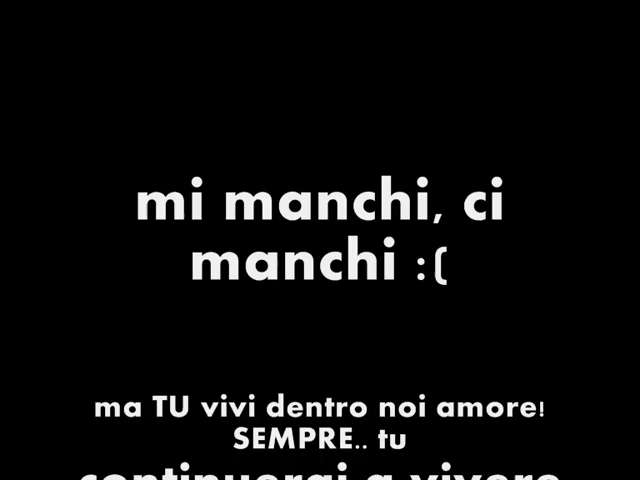 mi manchi, ci
manchi :(
ma TU vivi dentro noi amore!
SEMPRE.. tu
continuerai a vivere